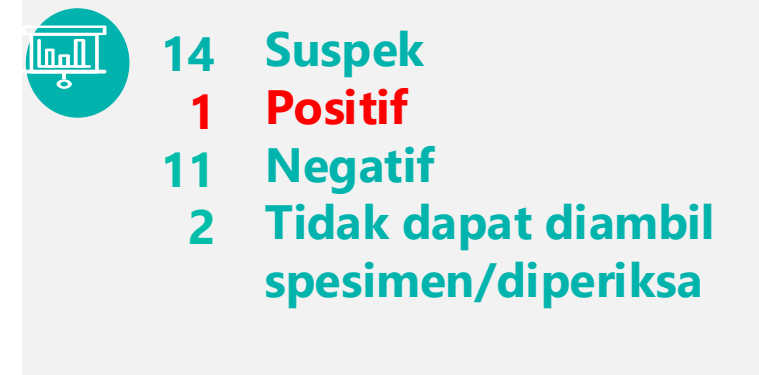 14 Suspek
1 Positif
11 Negatif
2 Tidak dapat diambil
spesimen/diperiksa